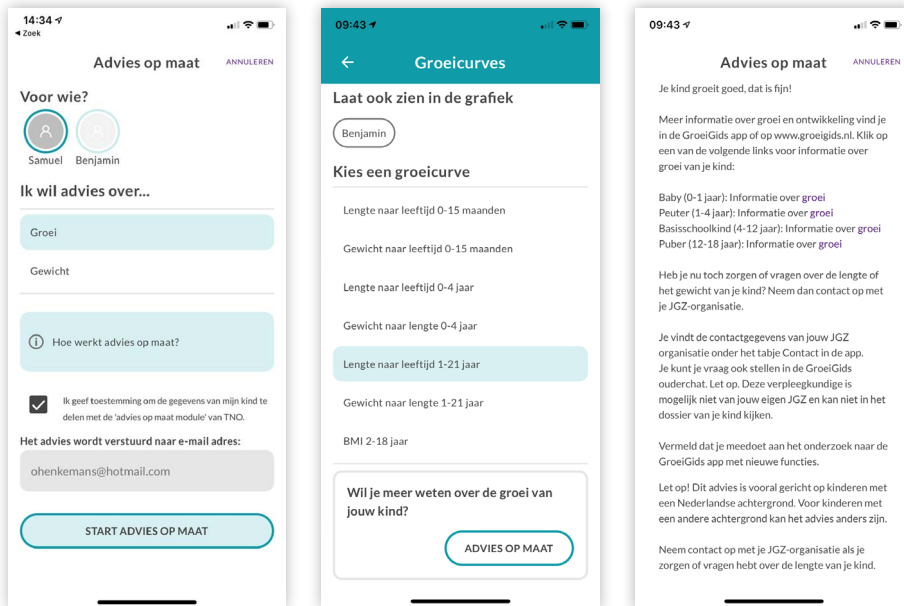 14:34
Zoek
Advies op maat
ANNULEREN
Voor wie?
Samuel
Benjamin
Ik wil advies over...
Groei
Gewicht
Hoe werkt advies op maat?
Ik geef toestemming om de gegevens van mijn kind te
delen met de 'advies op maat module' van TNO.
Het advies wordt verstuurd naar e-mail adres:
ohenkemans@hotmail.com
START ADVIES OP MAAT
09:43
Groeicurves
Laat ook zien in de grafiek
Benjamin
Kies een groeicurve
Lengte naar leeftijd 0-15 maanden
Gewicht naar leeftijd 0-15 maanden
Lengte naar leeftijd 0-4 jaar
Gewicht naar lengte 0-4 jaar
Lengte naar leeftijd 1-21 jaar
Gewicht naar lengte 1-21 jaar
BMI 2-18 jaar
Wil je meer weten over de groei van
jouw kind?
ADVIES OP MAAT
09:43
Advies op maat
ANNULEREN
Je kind groeit goed, dat is fijn!
Meer informatie over groei en ontwikkeling vind je
in de GroeiGids app of op www.groeigids.nl. Klik op
een van de volgende links voor informatie over
groei van je kind:
Baby (0-1 jaar): Informatie over groei
Peuter (1-4 jaar): Informatie over groei
Basisschoolkind (4-12 jaar): Informatie over groei
Puber (12-18 jaar): Informatie over groei
Heb je nu toch zorgen of vragen over de lengte of
het gewicht van je kind? Neem dan contact op met
je JGZ-organisatie.
Je vindt de contactgegevens van jouw JGZ
organisatie onder het tabje Contact in de app.
Je kunt je vraag ook stellen in de GroeiGids
ouderchat. Let op. Deze verpleegkundige is
mogelijk niet van jouw eigen JGZ en kan niet in het
dossier van je kind kijken.
Vermeld dat je meedoet aan het onderzoek naar de
GroeiGids app met nieuwe functies.
Let op! Dit advies is vooral gericht op kinderen met
een Nederlandse achtergrond. Voor kinderen met
een andere achtergrond kan het advies anders zijn.
Neem contact op met je JGZ-organisatie als je
zorgen of vragen hebt over de lengte van je kind.